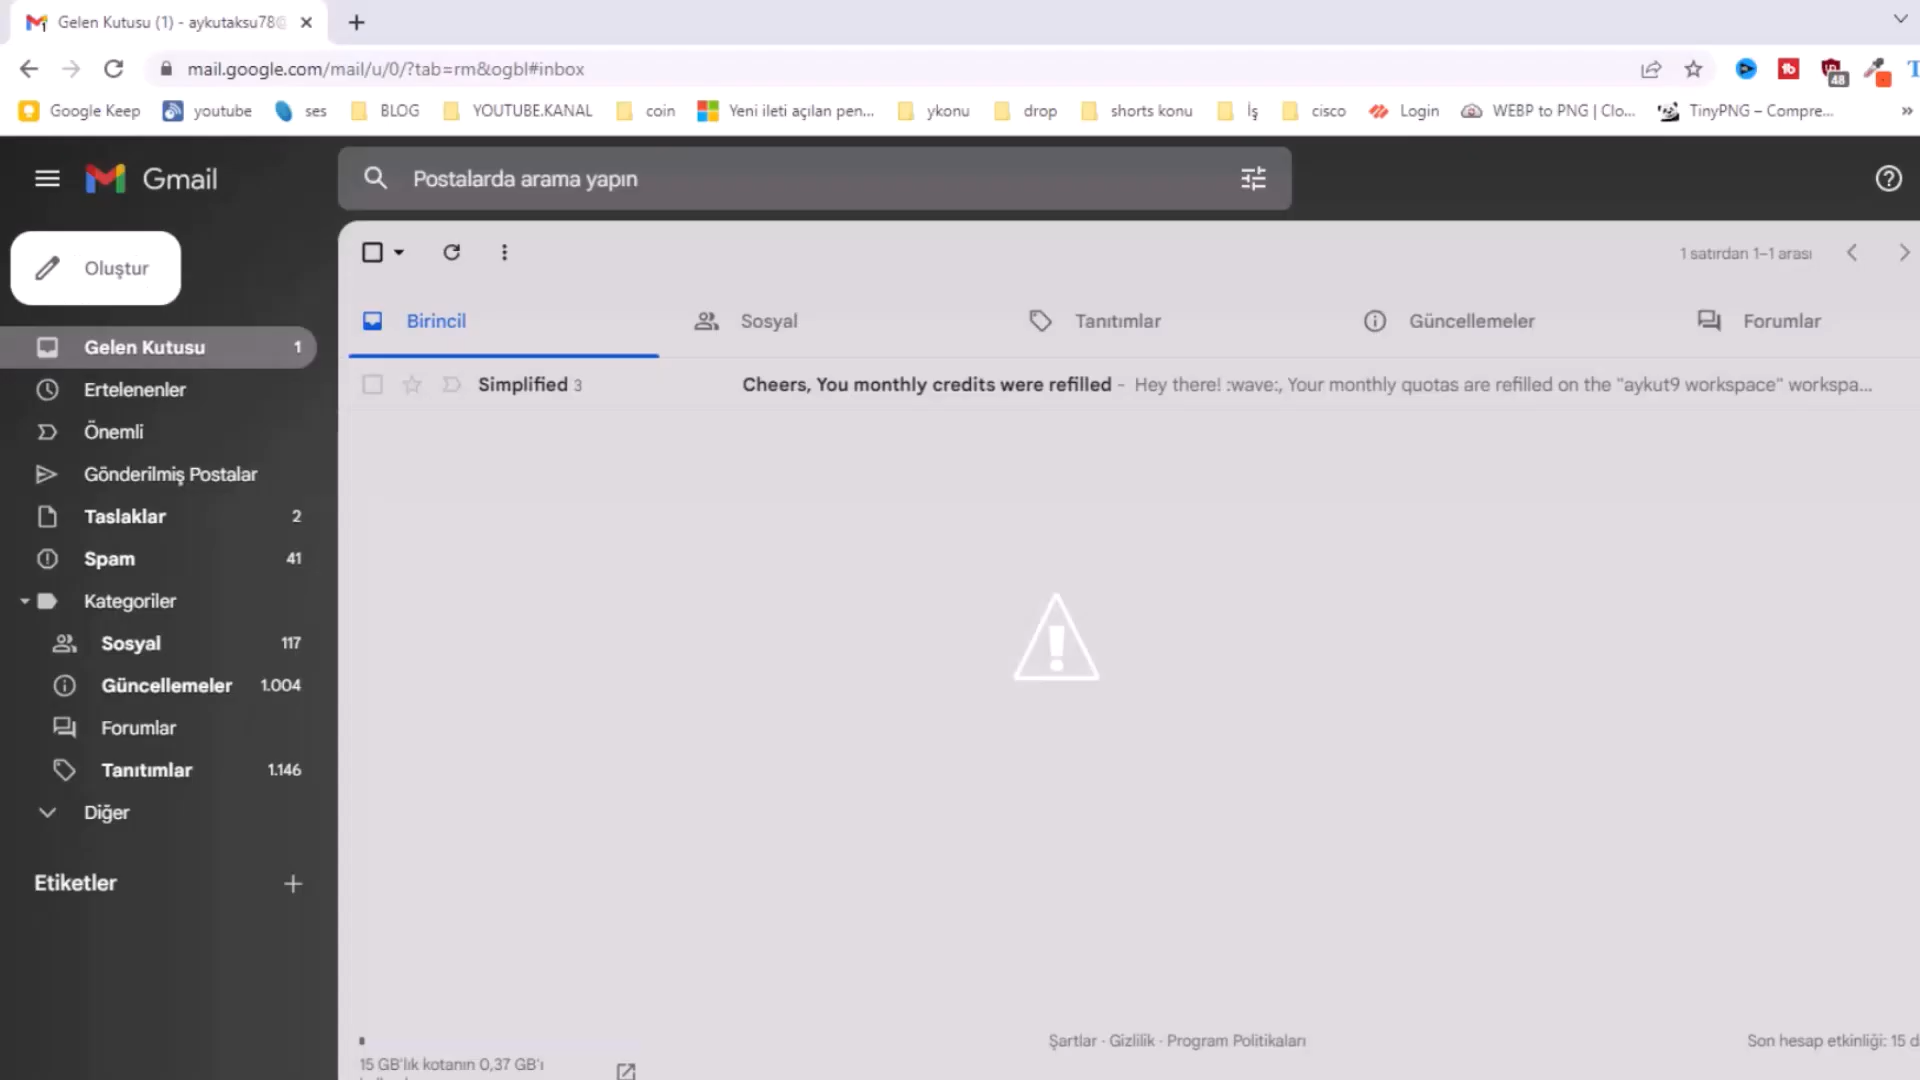 Gelen Kutusu (1) - aykutaksu78@
mail.google.com/mail/u/0/?tab=rm&ogbl#inbox
Google Keep youtube ses BLOG YOUTUBE.KANAL coin Yeni ileti açılan pen... ykonu drop shorts konu İş cisco Login WEBP to PNG | Clo... TinyPNG – Compre... »
48
Gmail
Postalarda arama yapın
Oluştur
1 satırdan 1–1 arası
Birincil Sosyal Tanıtımlar Güncellemeler Forumlar
Gelen Kutusu 1
Simplified 3 Cheers, You monthly credits were refilled - Hey there! :wave:, Your monthly quotas are refilled on the "aykut9 workspace" workspa...
Ertelenenler
Önemli
Gönderilmiş Postalar
Taslaklar 2
Spam 41
Kategoriler
Sosyal 117
Güncellemeler 1.004
Forumlar
Tanıtımlar 1.146
Diğer
Etiketler
Şartlar · Gizlilik · Program Politikaları
Son hesap etkinliği: 15 d
15 GB'lık kotanın 0,37 GB'ı